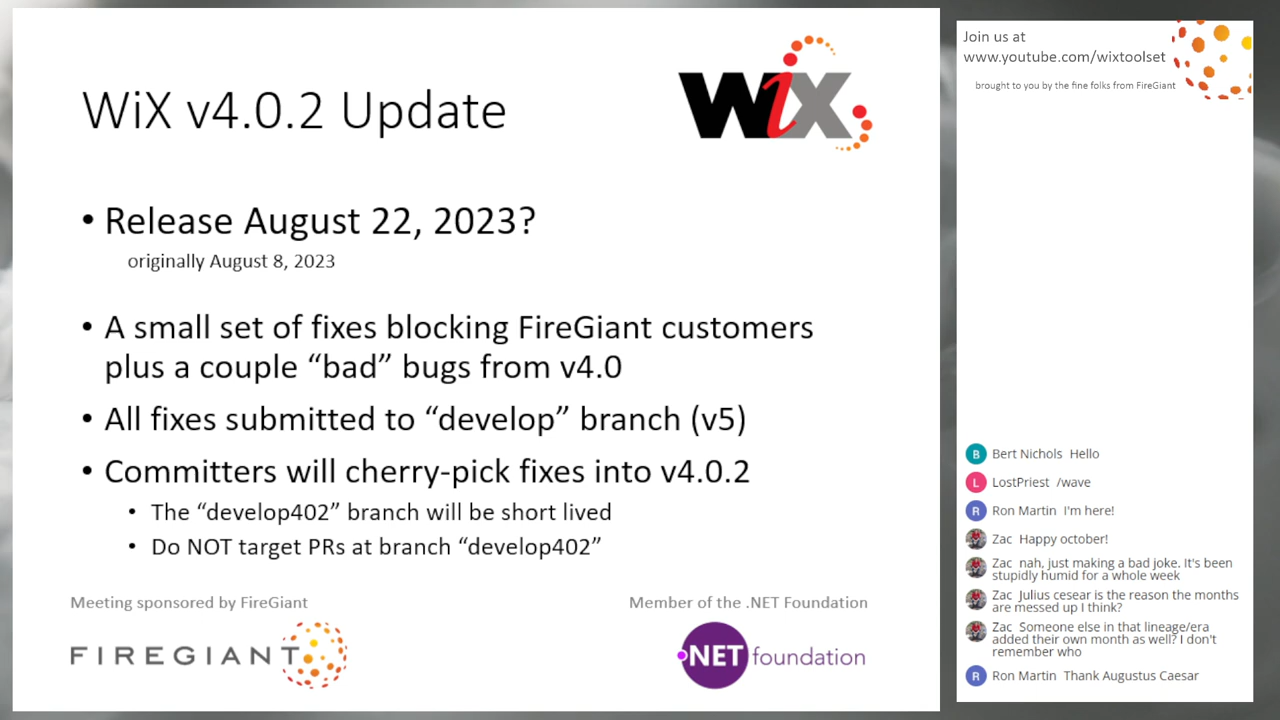 WiX v4.0.2 Update
WiX
• Release August 22, 2023?
originally August 8, 2023
• A small set of fixes blocking FireGiant customers
plus a couple “bad” bugs from v4.0
• All fixes submitted to “develop” branch (v5)
• Committers will cherry-pick fixes into v4.0.2
• The “develop402” branch will be short lived
• Do NOT target PRs at branch “develop402”
Meeting sponsored by FireGiant
FIREGIANT
Member of the .NET Foundation
.NET foundation
Join us at
www.youtube.com/wixtoolset
brought to you by the fine folks from FireGiant
B Bert Nichols Hello
L LostPriest /wave
R Ron Martin I'm here!
Zac Happy october!
Zac nah, just making a bad joke. It's been
stupidly humid for a whole week
Zac Julius cesear is the reason the months
are messed up I think?
Zac Someone else in that lineage/era
added their own month as well? I don't
remember who
R Ron Martin Thank Augustus Caesar